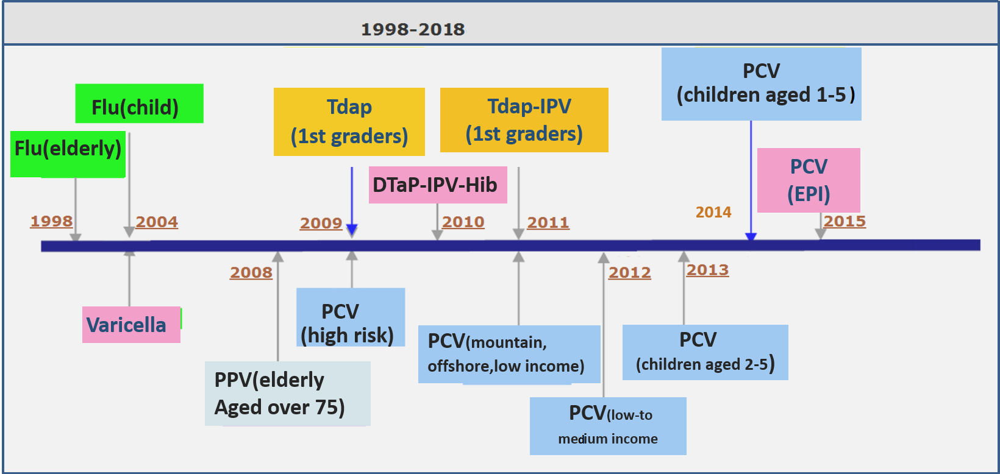 1998-2018
PCV
(children aged 1-5)
Flu(child)
Tdap
(1st graders)
Tdap-IPV
(1st graders)
Flu(elderly)
DTaP-IPV-Hib
PCV
(EPI)
1998
2004
2009
2010
2011
2014
2015
2008
2012
2013
Varicella
PCV
(high risk)
PCV(mountain,
offshore,low income)
PCV
(children aged 2-5)
PPV(elderly
Aged over 75)
PCV(low-to
medium income